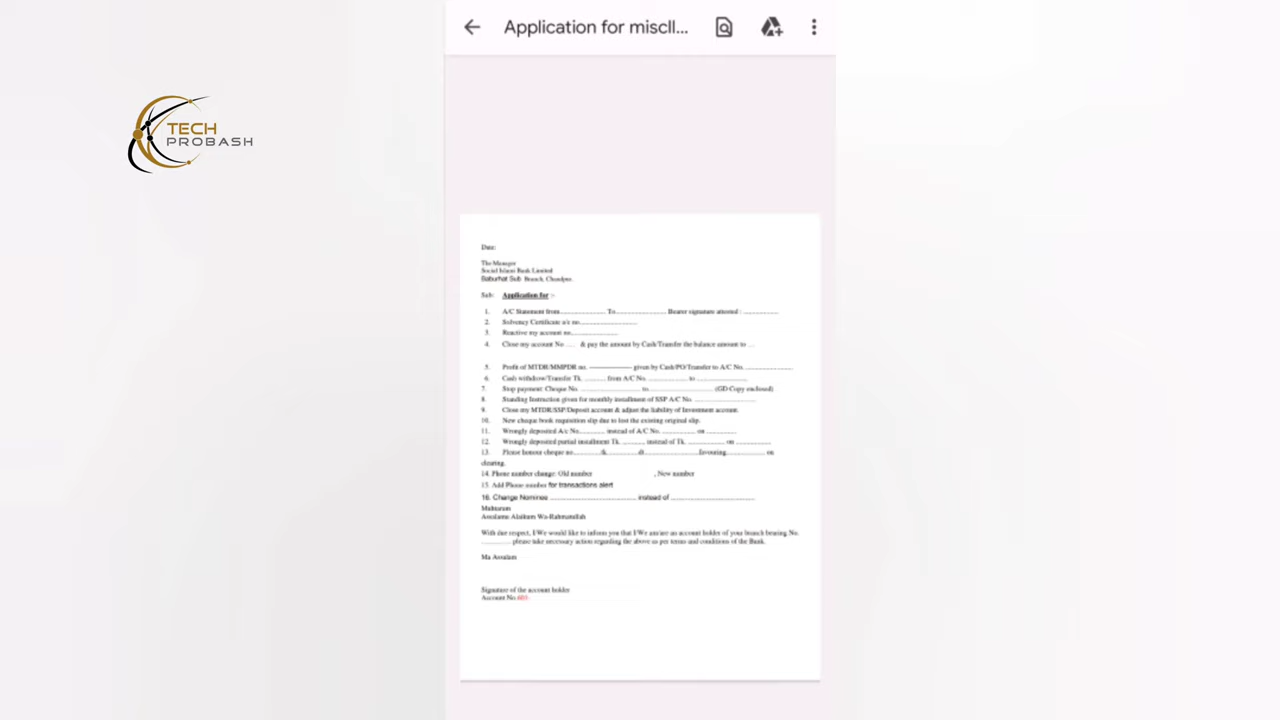 Application for miscll...
TECH
PROBASH
Date:
The Manager
Social Islami Bank Limited
Baburhat Sub Branch, Chandpur.
Sub: Application for :-
1. A/C Statement from...................... To........................ Bearer signature attested : ................
2. Solvency Certificate a/c no...........................
3. Reactive my account no......................
4. Close my account No ..... & pay the amount by Cash/Transfer the balance amount to ...
5. Profit of MTDR/MMPDR no. ------------------- given by Cash/PO/Transfer to A/C No. ......................
6. Cash withdrow/Transfer Tk. .......... from A/C No. .................. to .......................
7. Stop payment: Cheque No. ............................ to .............................. (GD Copy enclosed)
8. Standing Instruction given for monthly installment of SSP A/C No. .............................
9. Close my MTDR/SSP/Deposit account & adjust the liability of Investment account.
10. New cheque book requisition slip due to lost the existing original slip.
11. Wrongly deposited A/c No............. instead of A/C No. ................. on ..............
12. Wrongly deposited partial installment Tk. .......... instead of Tk. ................. on ................
13. Please honour cheque no.............tk..................dt..........................favouring.................. on
clearing.
14. Phone number change: Old number , New number
15. Add Phone number for transactions alert
16. Change Nominee ........................................ instead of .......................................
Muhtaram
Assalamu Alaikum Wa-Rahmatullah
With due respect, I/We would like to inform you that I/We am/are an account holder of your branch bearing No.
.............. please take necessary action regarding the above as per terms and conditions of the Bank.
Ma Assalam
Signature of the account holder
Account No.